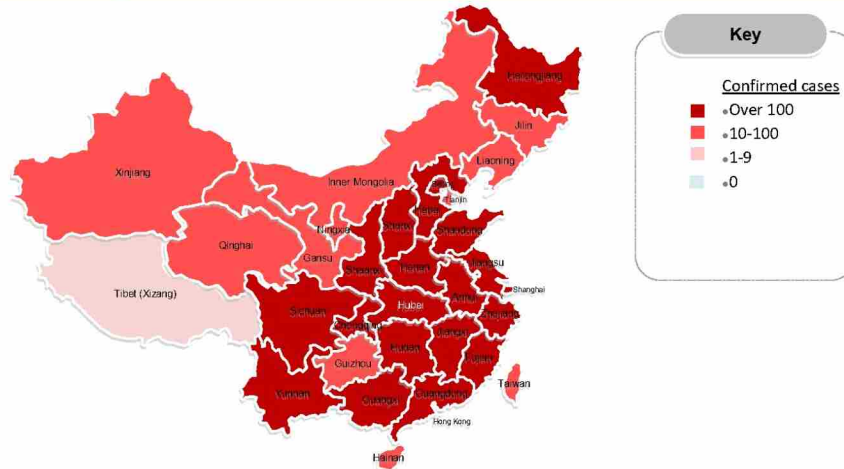 Key
Confirmed cases
•Over 100
•10-100
•1-9
•0
Heilongjiang
Jilin
Liaoning
Xinjiang
Inner Mongolia
Tianjin
Hebei
Ningxia
Shanxi
Shandong
Qinghai
Gansu
Shaanxi
Henan
Jiangsu
Tibet (Xizang)
Shanghai
Anhui
Hubei
Sichuan
Zhejiang
Chongqing
Hunan
Jiangxi
Guizhou
Fujian
Taiwan
Yunnan
Guangxi
Guangdong
Hong Kong
Hainan